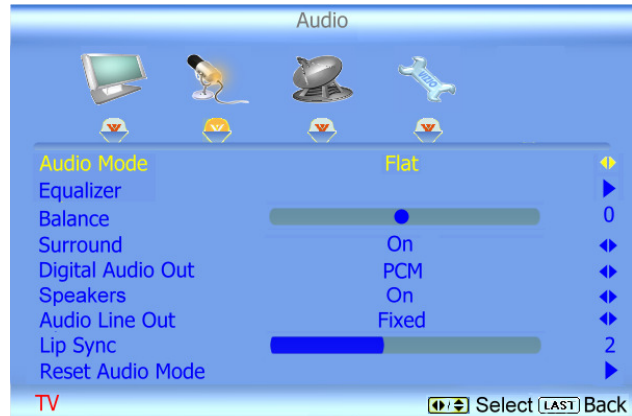 Audio
VIZIO
Audio Mode Flat
Equalizer
Balance 0
Surround On
Digital Audio Out PCM
Speakers On
Audio Line Out Fixed
Lip Sync 2
Reset Audio Mode
TV / Select LAST Back